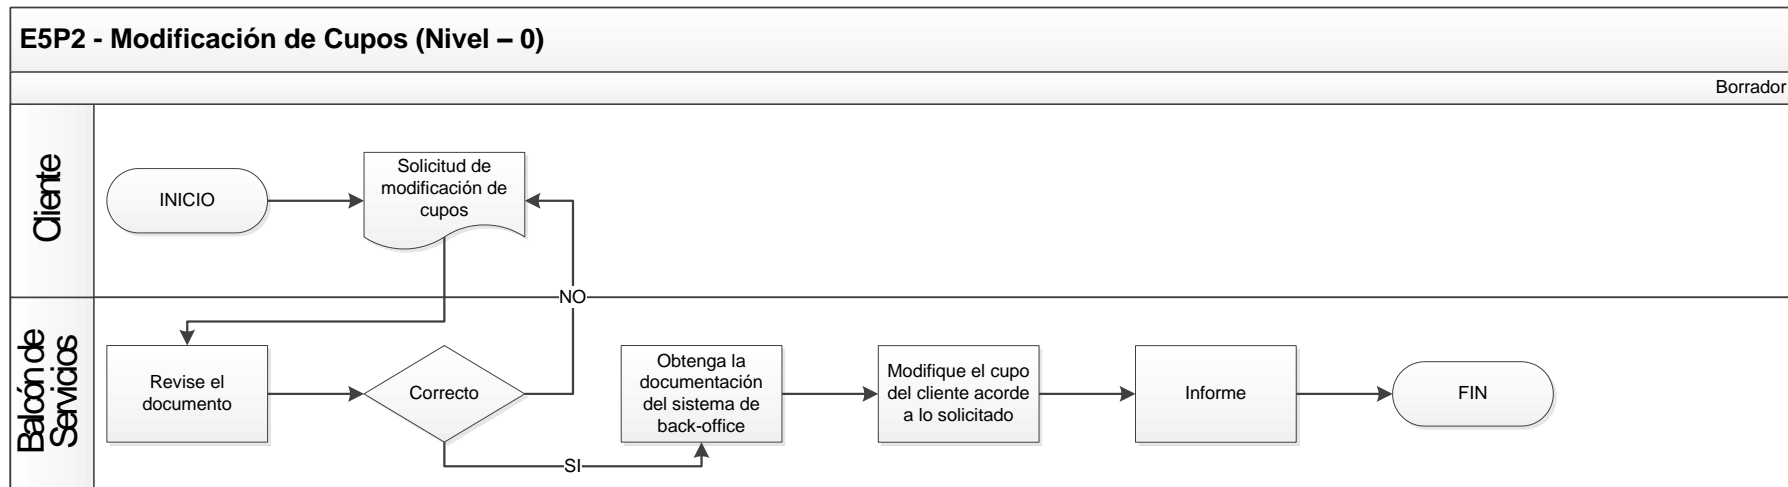 E5P2 - Modificación de Cupos (Nivel – 0)
Borrador
Cliente
INICIO
Solicitud de
modificación de
cupos
NO
Balcón de
Servicios
Revise el
documento
Correcto
SI
Obtenga la
documentación
del sistema de
back-office
Modifique el cupo
del cliente acorde
a lo solicitado
Informe
FIN